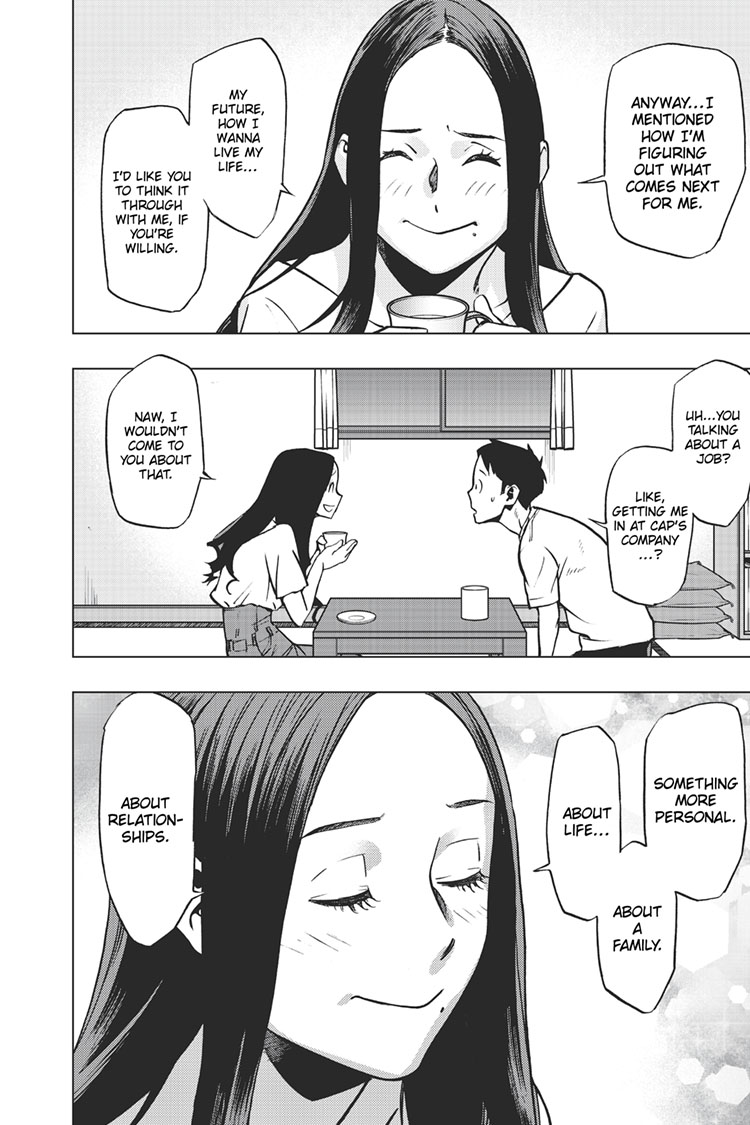 ANYWAY...I
MENTIONED
HOW I'M
FIGURING
OUT WHAT
COMES NEXT
FOR ME.
MY
FUTURE,
HOW I
WANNA
LIVE MY
LIFE...
I'D LIKE YOU
TO THINK IT
THROUGH
WITH ME, IF
YOU'RE
WILLING.
UH...YOU
TALKING
ABOUT A
JOB?
LIKE,
GETTING ME
IN AT CAP'S
COMPANY
...?
NAW, I
WOULDN'T
COME TO
YOU ABOUT
THAT.
SOMETHING
MORE
PERSONAL.
ABOUT
LIFE...
ABOUT
A
FAMILY.
ABOUT
RELATION-
SHIPS.